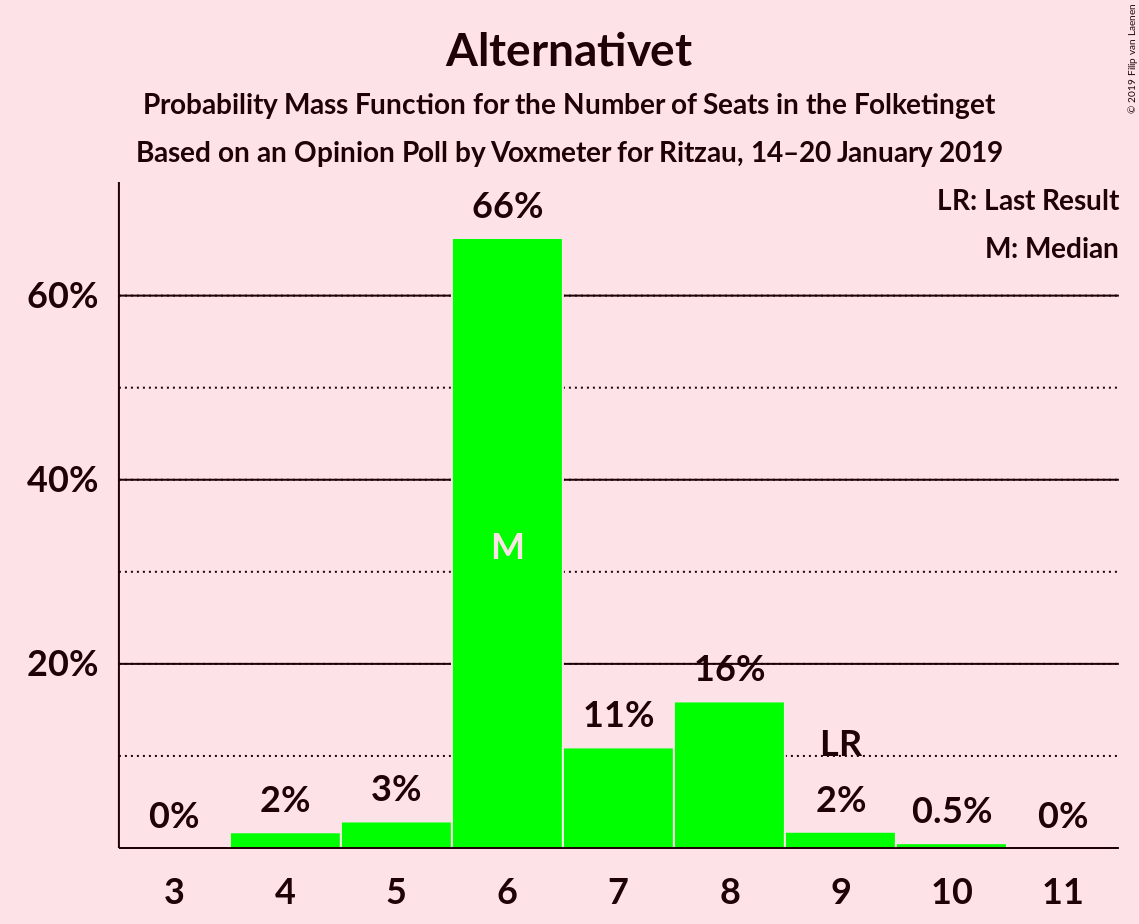 Alternativet
Probability Mass Function for the Number of Seats in the Folketinget
Based on an Opinion Poll by Voxmeter for Ritzau, 14–20 January 2019
© 2019 Filip van Laenen
LR: Last Result
M: Median
60%
40%
20%
0%
2%
3%
66%
M
11%
16%
LR
2%
0.5%
0%
3 4 5 6 7 8 9 10 11